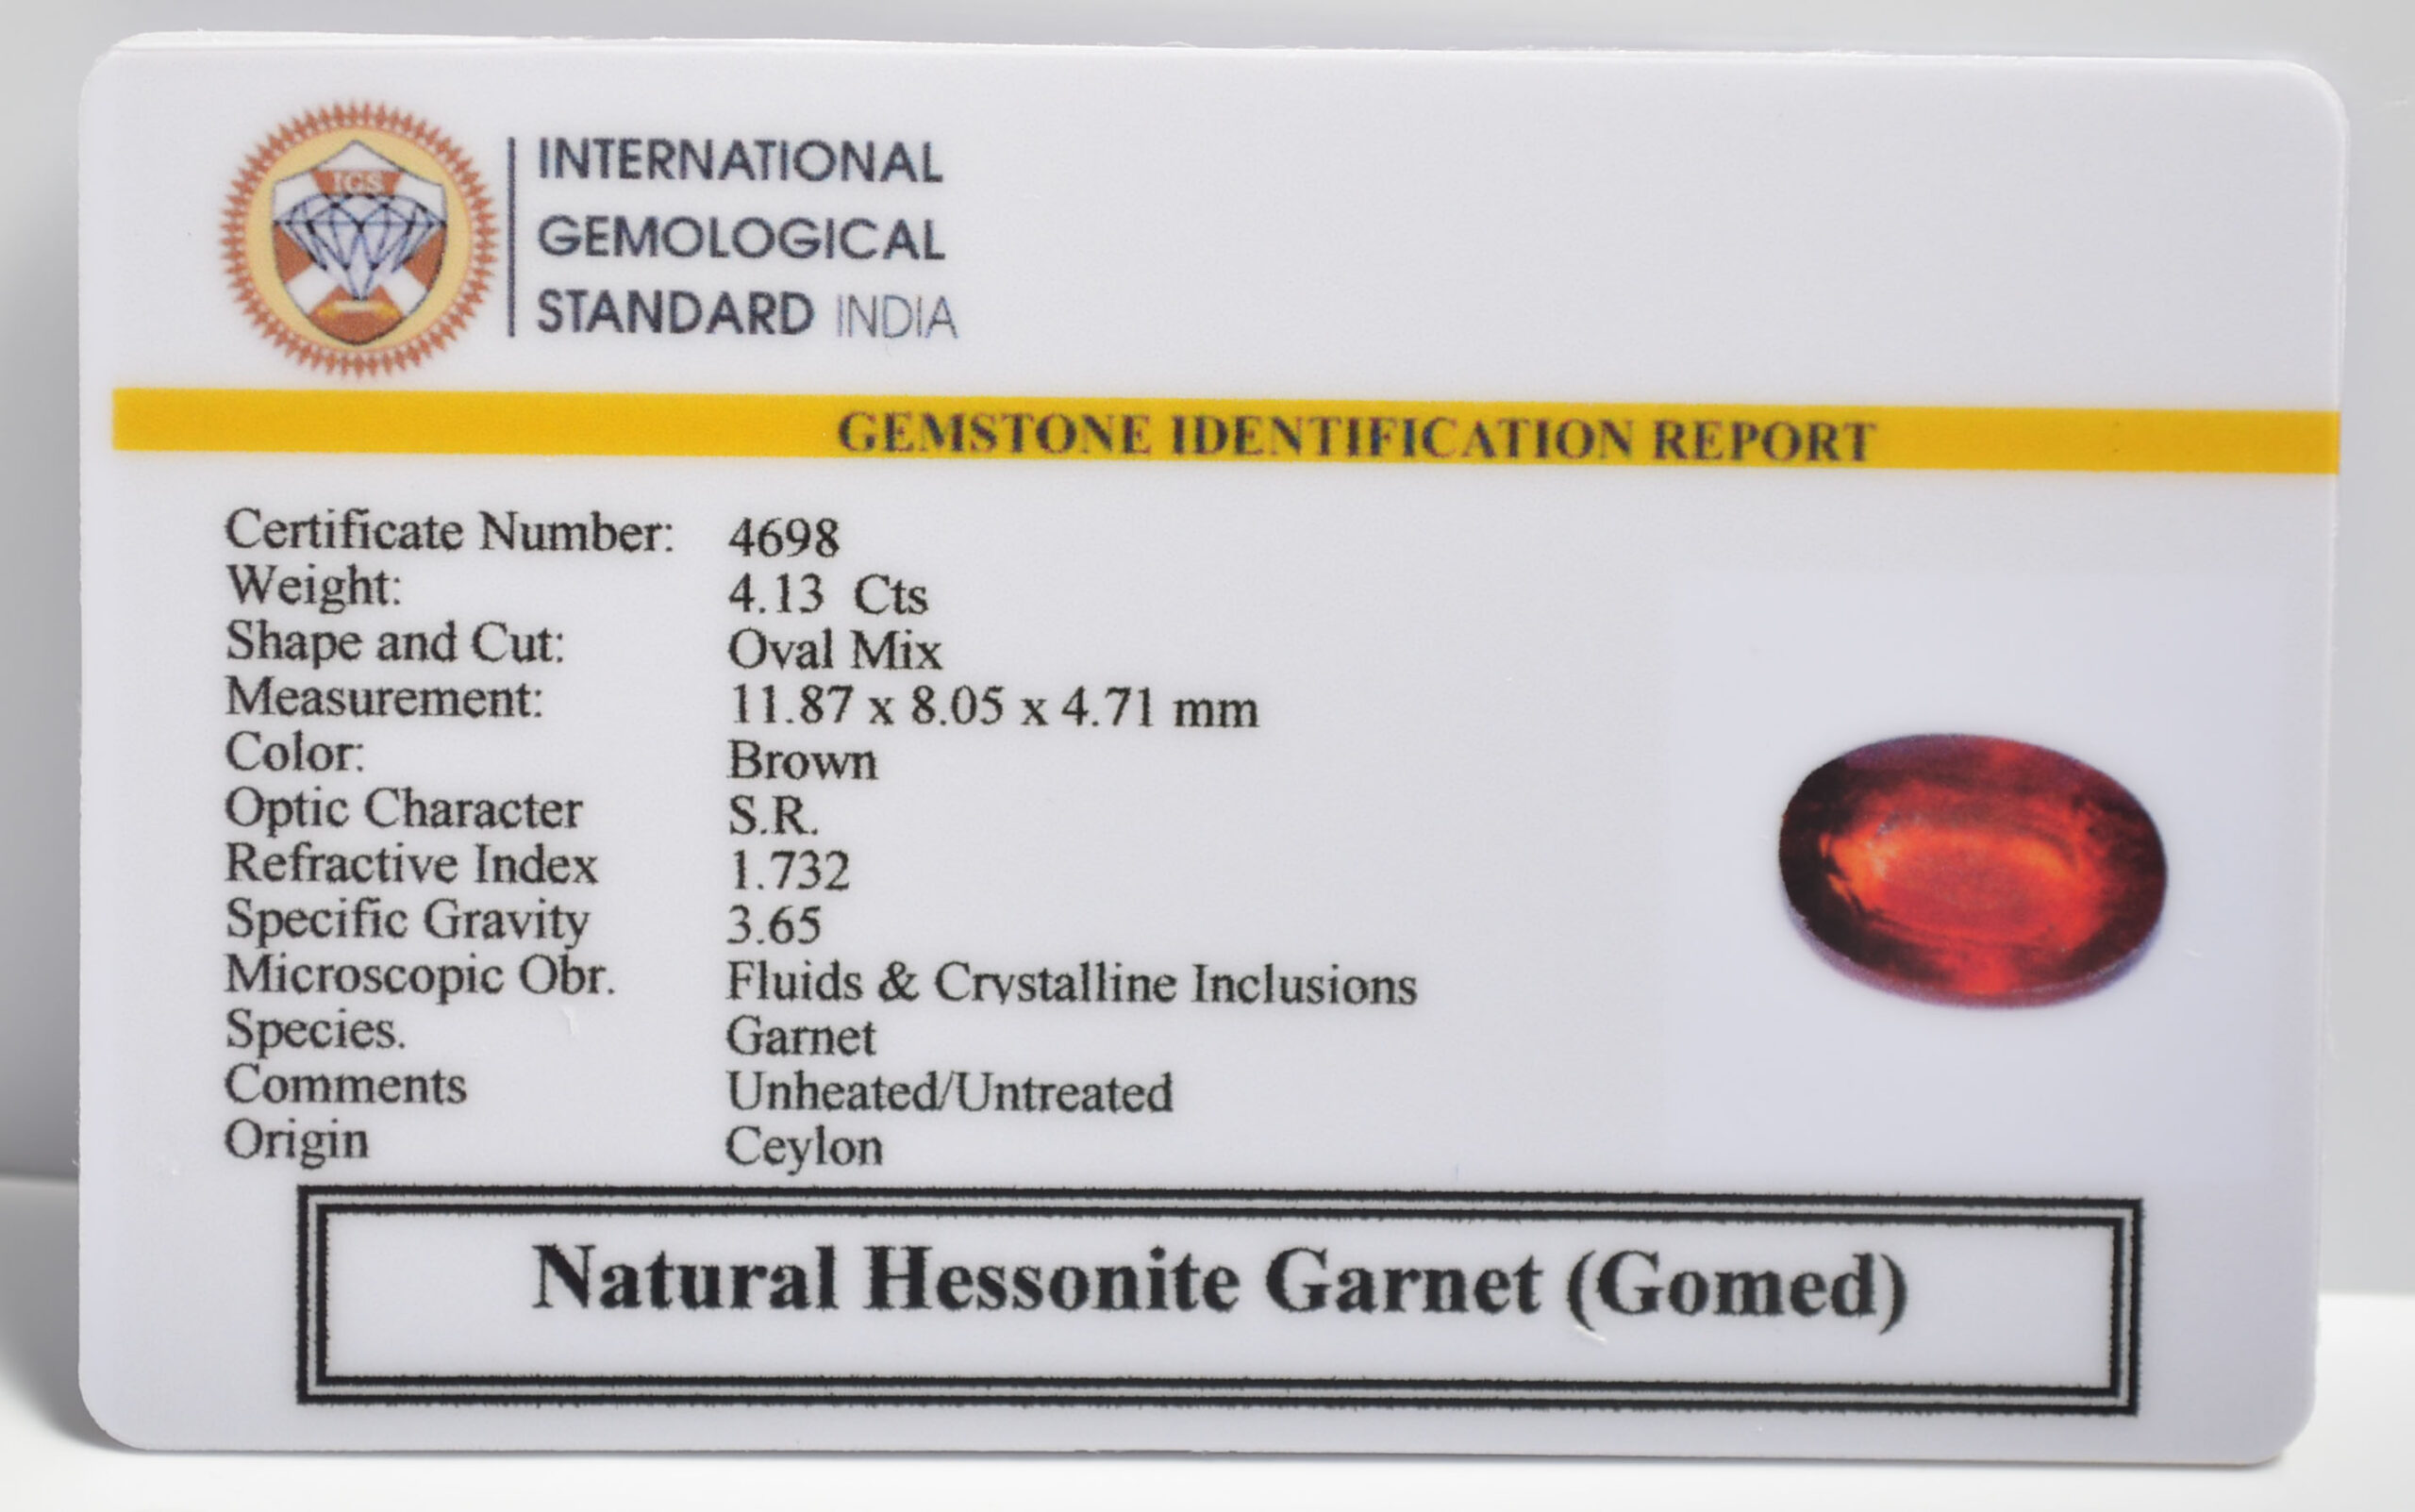 IGS
INTERNATIONAL
GEMOLOGICAL
STANDARD INDIA
GEMSTONE IDENTIFICATION REPORT
Certificate Number: 4698
Weight: 4.13 Cts
Shape and Cut: Oval Mix
Measurement: 11.87 x 8.05 x 4.71 mm
Color: Brown
Optic Character S.R.
Refractive Index 1.732
Specific Gravity 3.65
Microscopic Obr. Fluids & Crystalline Inclusions
Species. Garnet
Comments Unheated/Untreated
Origin Ceylon
Natural Hessonite Garnet (Gomed)